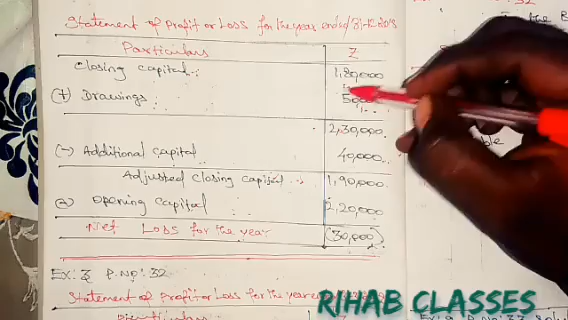 Statement of Profit or Loss for the year ended 31-12-2018
Particulars ₹
Closing capital 1,80,000
(+) Drawings 50,000
2,30,000
(-) Additional capital 40,000
Adjusted closing capital 1,90,000
(-) Opening Capital 2,20,000
Net Loss for the year (30,000)
Ex: 3 P.No: 32
Statement of Profit or Loss for the year
RIHAB CLASSES